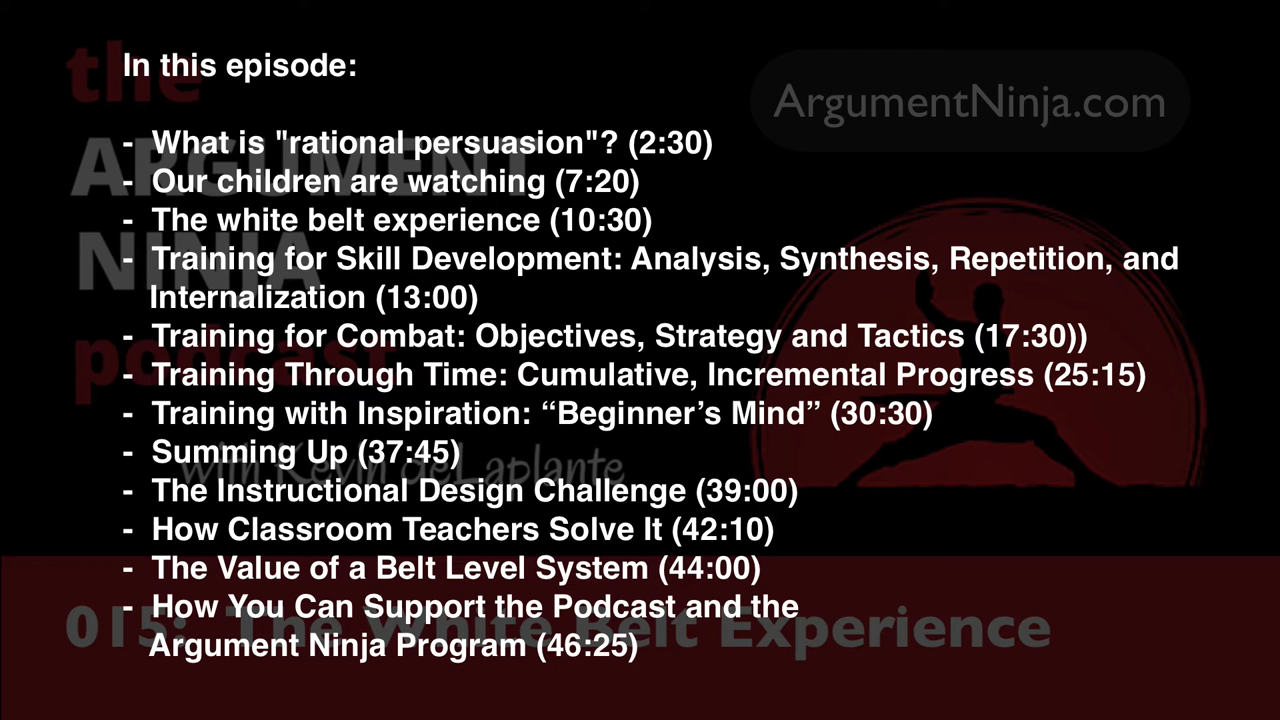 In this episode:
- What is "rational persuasion"? (2:30)
- Our children are watching (7:20)
- The white belt experience (10:30)
- Training for Skill Development: Analysis, Synthesis, Repetition, and
Internalization (13:00)
- Training for Combat: Objectives, Strategy and Tactics (17:30))
- Training Through Time: Cumulative, Incremental Progress (25:15)
- Training with Inspiration: “Beginner’s Mind” (30:30)
- Summing Up (37:45)
- The Instructional Design Challenge (39:00)
- How Classroom Teachers Solve It (42:10)
- The Value of a Belt Level System (44:00)
- How You Can Support the Podcast and the
Argument Ninja Program (46:25)
the
ARGUMENT
NINJA
podcast
with Kevin deLaplante
ArgumentNinja.com
015: The White Belt Experience